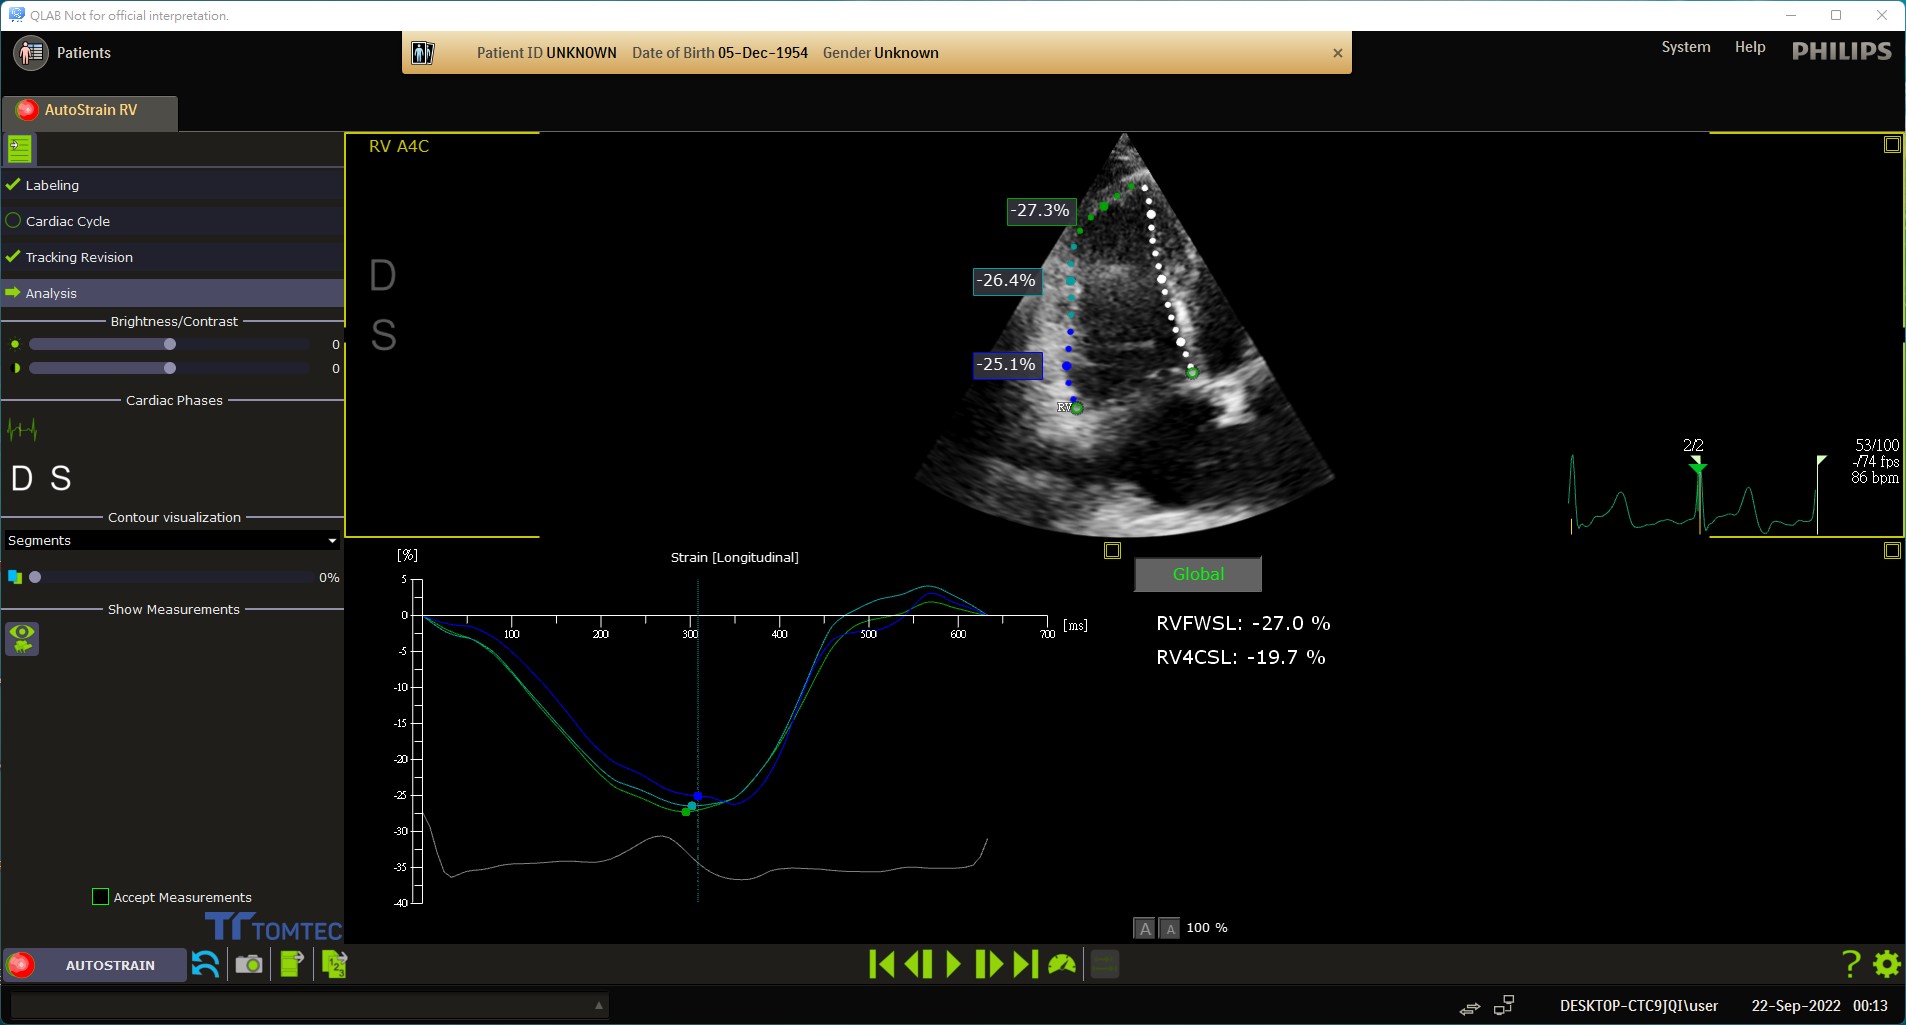 QLAB Not for official interpretation.
Patients
Patient ID UNKNOWN Date of Birth 05-Dec-1954 Gender Unknown
System Help PHILIPS
AutoStrain RV
Labeling
Cardiac Cycle
Tracking Revision
Analysis
Brightness/Contrast
0
0
Cardiac Phases
D S
Contour visualization
Segments
0%
Show Measurements
Accept Measurements
TOMTEC
RV A4C
D
S
-27.3%
-26.4%
-25.1%
RV
2/2
53/100
-/74 fps
86 bpm
[%]
Strain [Longitudinal]
5
0
-5
-10
-15
-20
-25
-30
-35
-40
100 200 300 400 500 600 700 [ms]
Global
RVFWSL: -27.0 %
RV4CSL: -19.7 %
A A 100 %
AUTOSTRAIN
123
?
DESKTOP-CTC9JQI\user 22-Sep-2022 00:13